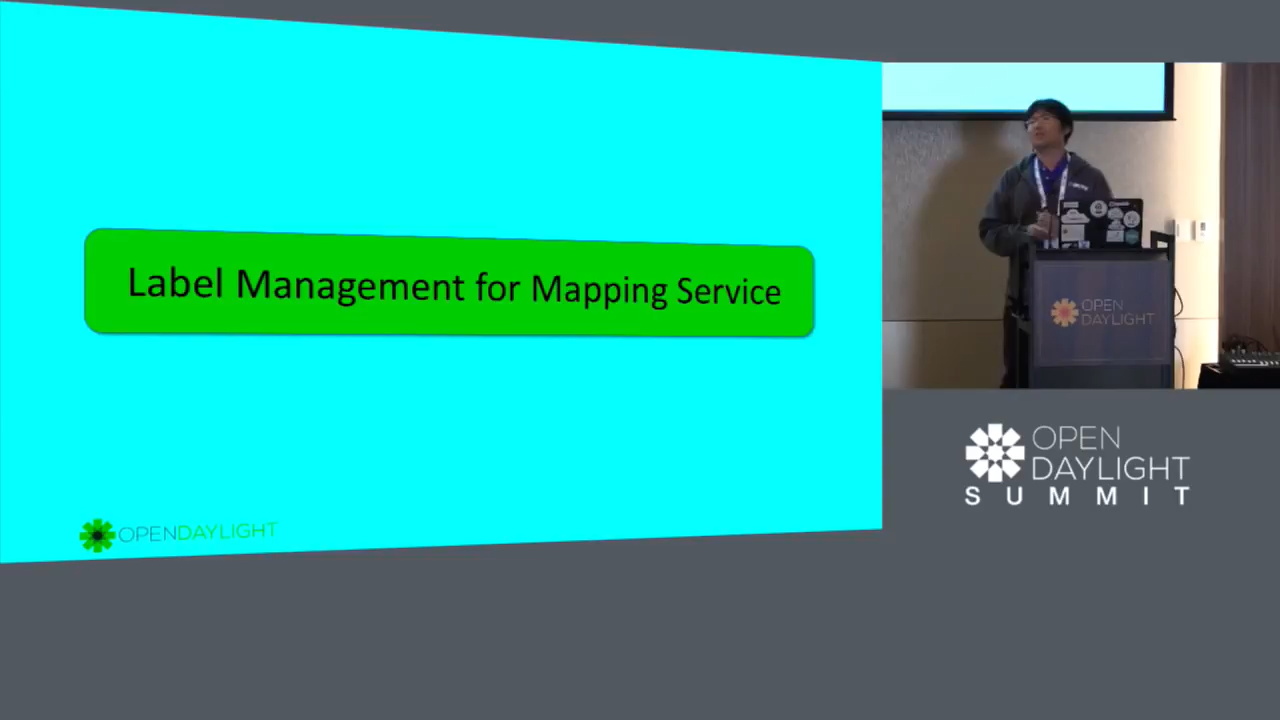 Label Management for Mapping Service
OPENDAYLIGHT
OPEN
DAYLIGHT
OPEN
DAYLIGHT
SUMMIT